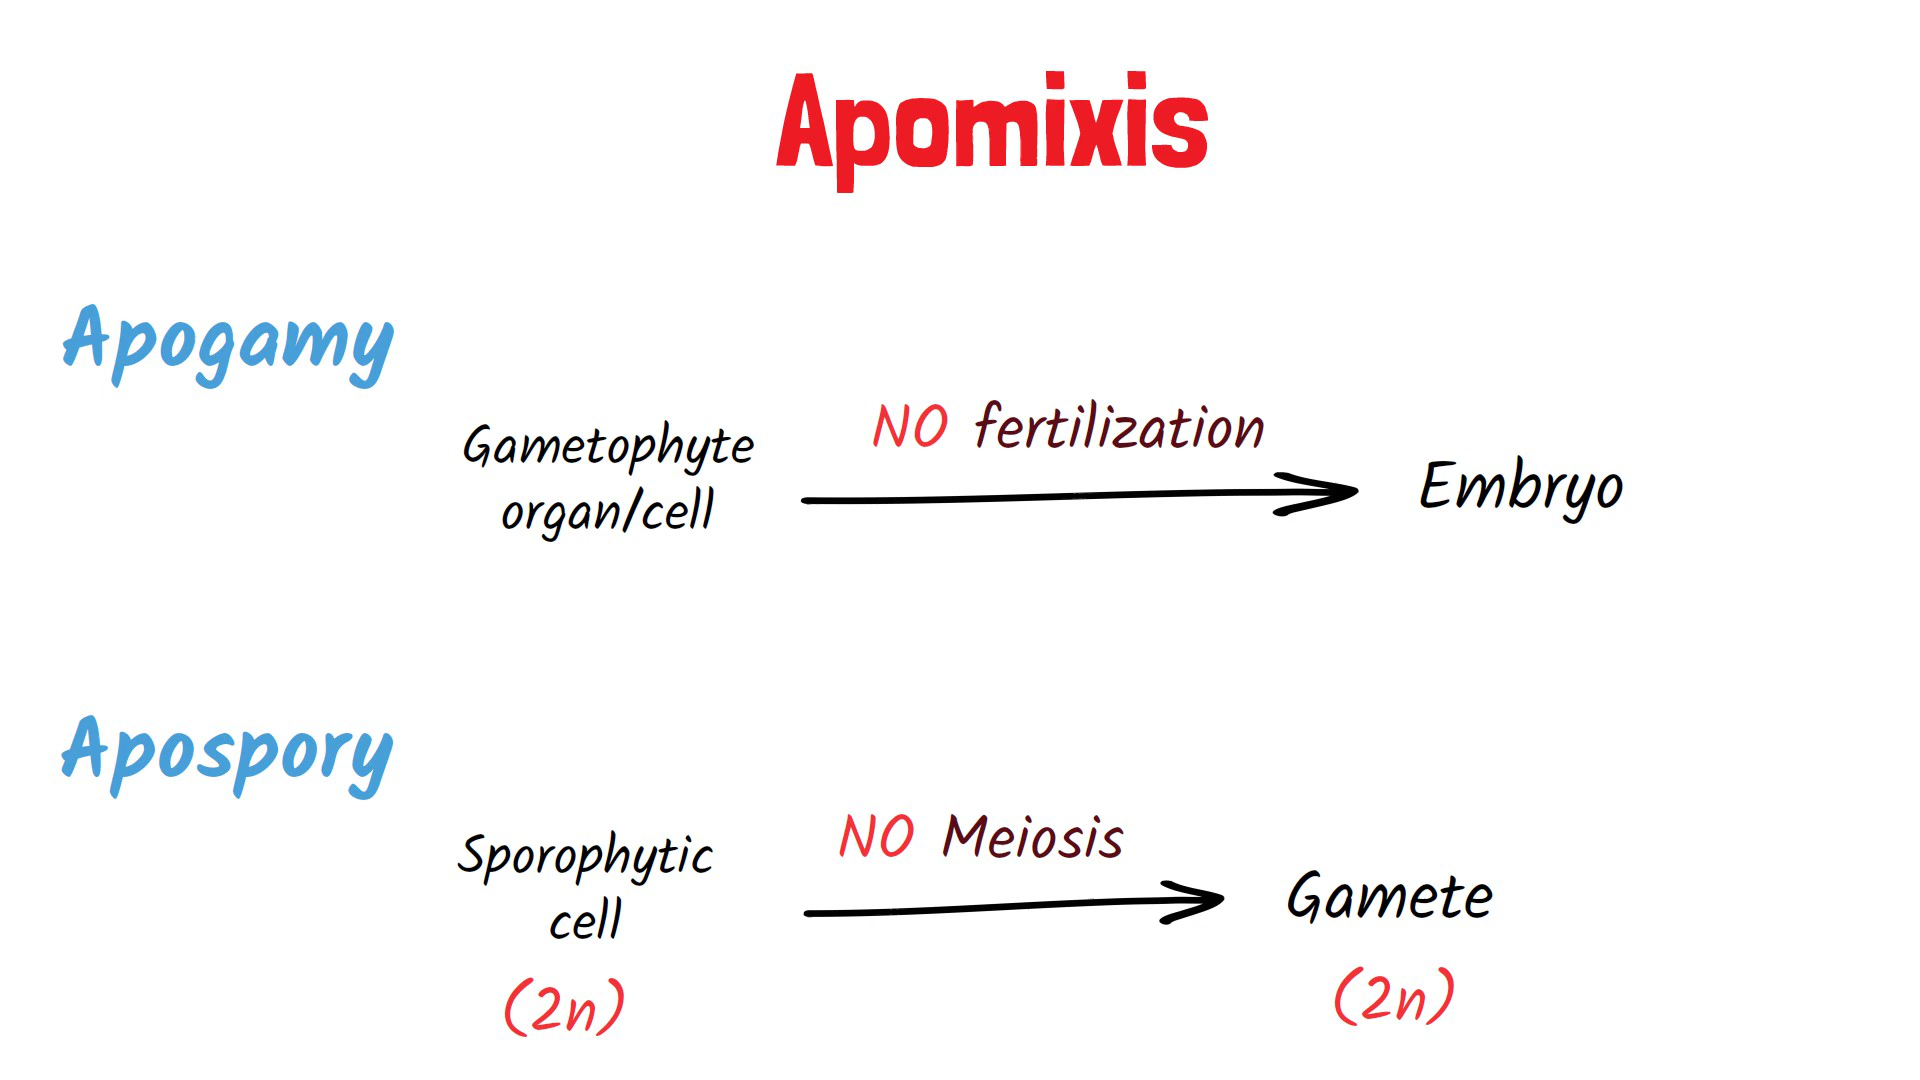 Apomixis
Apogamy
Gametophyte
organ/cell
NO fertilization
Embryo
Apospory
Sporophytic
cell
(2n)
NO Meiosis
Gamete
(2n)